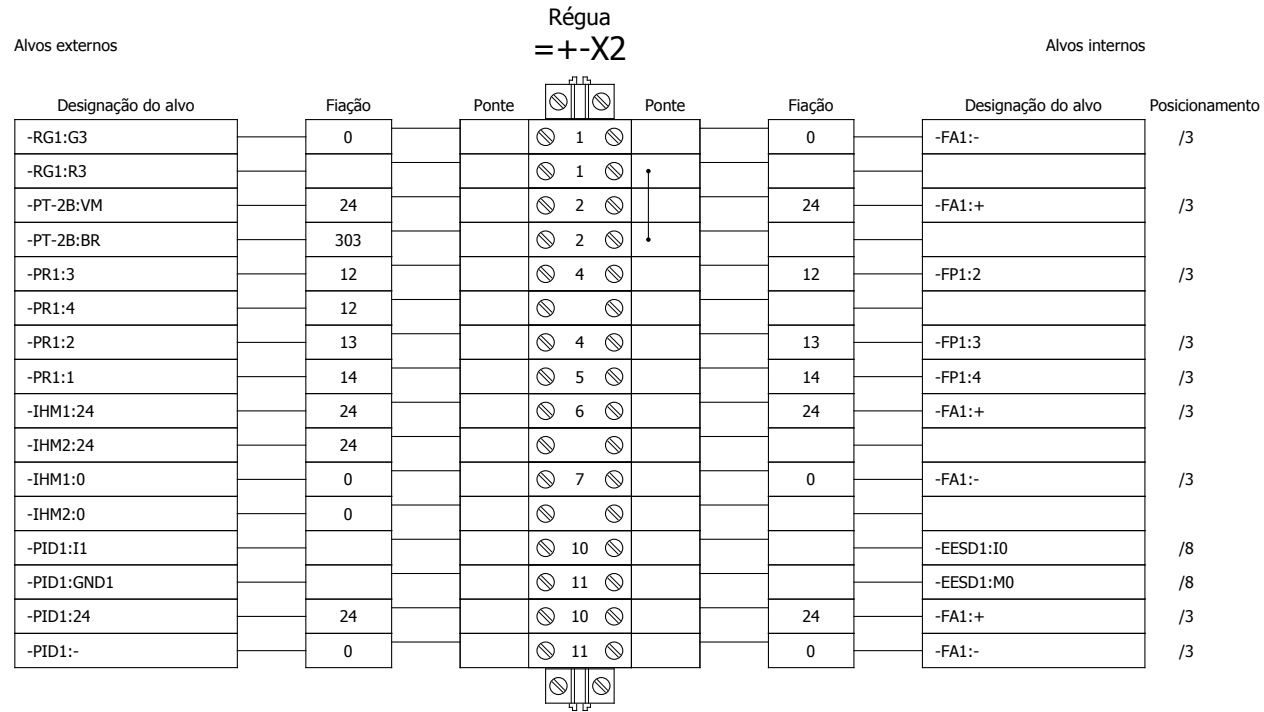 Régua
Alvos externos =+-X2 Alvos internos
Designação do alvo Fiação Ponte Ponte Fiação Designação do alvo Posicionamento
-RG1:G3 0 1 0 -FA1:- /3
-RG1:R3 1
-PT-2B:VM 24 2 24 -FA1:+ /3
-PT-2B:BR 303 2
-PR1:3 12 4 12 -FP1:2 /3
-PR1:4 12
-PR1:2 13 4 13 -FP1:3 /3
-PR1:1 14 5 14 -FP1:4 /3
-IHM1:24 24 6 24 -FA1:+ /3
-IHM2:24 24
-IHM1:0 0 7 0 -FA1:- /3
-IHM2:0 0
-PID1:I1 10 -EESD1:I0 /8
-PID1:GND1 11 -EESD1:M0 /8
-PID1:24 24 10 24 -FA1:+ /3
-PID1:- 0 11 0 -FA1:- /3